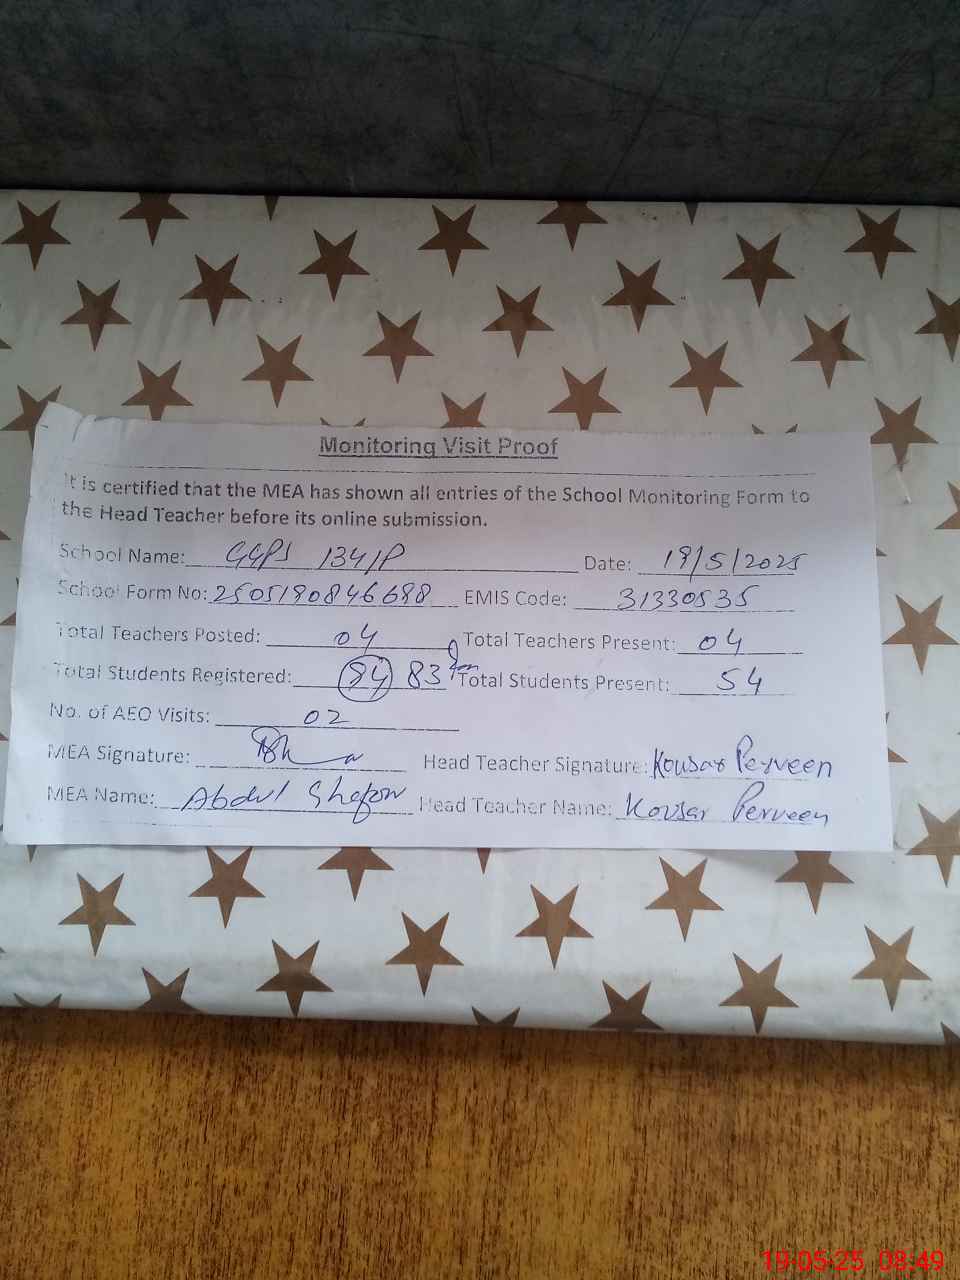 Monitoring Visit Proof
It is certified that the MEA has shown all entries of the School Monitoring Form to
the Head Teacher before its online submission.
School Name: GGPS 134/P Date: 19/5/2025
School Form No: 2505190846688 EMIS Code: 31330535
Total Teachers Posted: 04 Total Teachers Present: 04
Total Students Registered: 84 83 Total Students Present: 54
No. of AEO Visits: 02
MEA Signature: Head Teacher Signature: Kousar Perveen
MEA Name: Abdul Head Teacher Name: Kousar Perveen
19-05-25 08:49